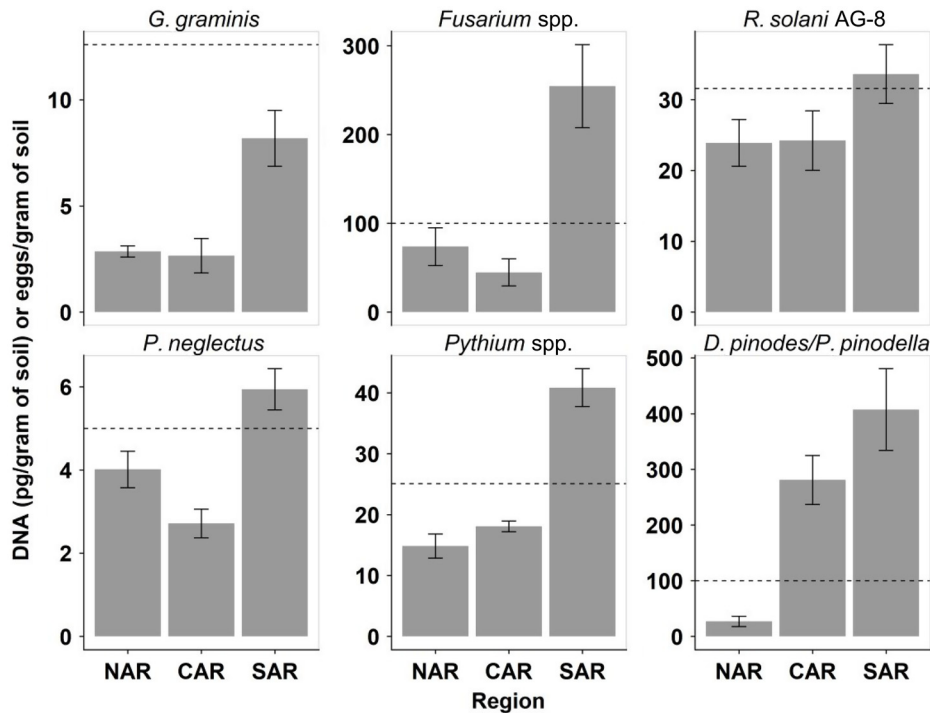 G. graminis
Fusarium spp.
R. solani AG-8
DNA (pg/gram of soil) or eggs/gram of soil
10
5
0
300
200
100
0
30
20
10
0
P. neglectus
Pythium spp.
D. pinodes/P. pinodella
6
4
2
0
40
30
20
10
0
500
400
300
200
100
0
NAR CAR SAR
NAR CAR SAR
NAR CAR SAR
Region